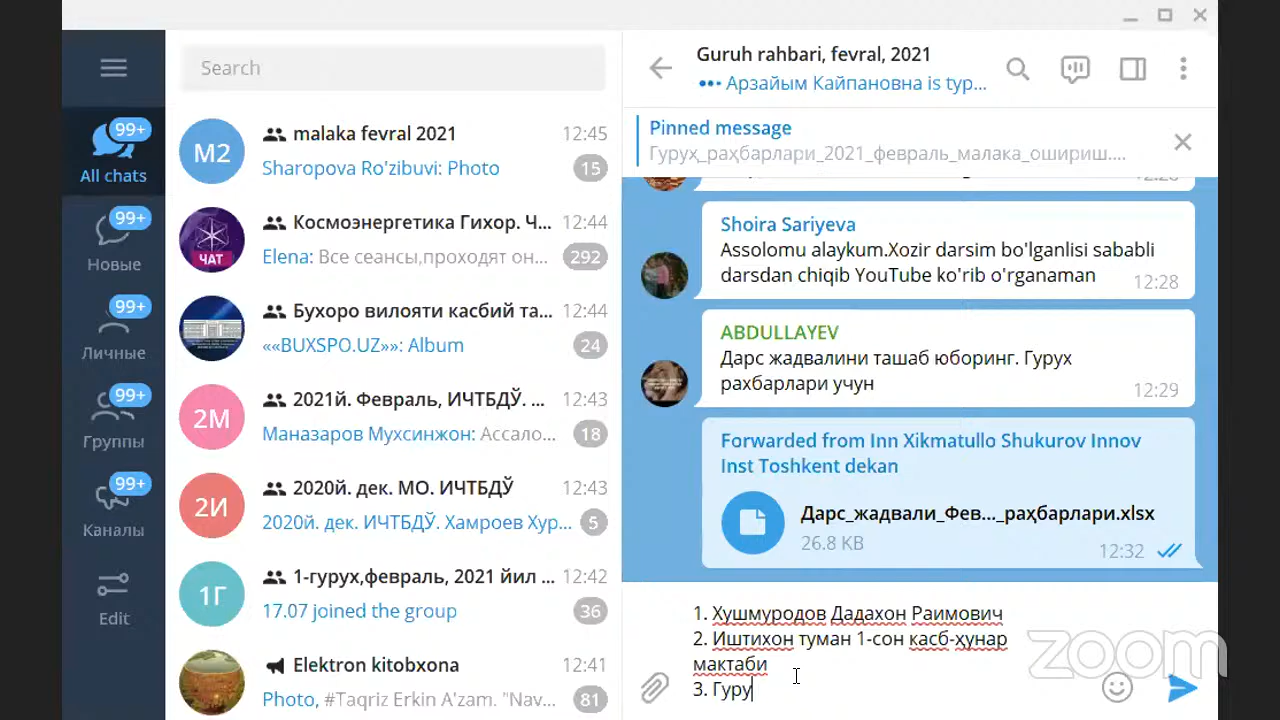 99+
All chats
99+
Новые
99+
Личные
99+
Группы
99+
Каналы
Edit
Search
M2
malaka fevral 2021
12:45
Sharopova Ro'zibuvi: Photo
15
ЧАТ
Космоэнергетика Гихор. Ч...
12:44
Elena: Все сеансы,проходят он...
292
Бухоро вилояти касбий та...
12:44
««BUXSPO.UZ»»: Album
24
2М
2021й. Февраль, ИЧТБДЎ. ...
12:43
Маназаров Мухсинжон: Ассало...
18
2И
2020й. дек. МО. ИЧТБДЎ
12:43
2020й. дек. ИЧТБДЎ. Хамроев Хур...
5
1Г
1-гурух,февраль, 2021 йил ...
12:42
17.07 joined the group
36
Elektron kitobxona
12:41
Photo, #Taqriz Erkin A'zam. "Nav...
81
Guruh rahbari, fevral, 2021
Арзайым Кайпановна is typ...
Pinned message
Гуруҳ_раҳбарлари_2021_февраль_малака_ошириш....
Shoira Sariyeva
Assolomu alaykum.Xozir darsim bo'lganlisi sababli
darsdan chiqib YouTube ko'rib o'rganaman
12:28
ABDULLAYEV
Дарс жадвалини ташаб юборинг. Гурух
рахбарлари учун
12:29
Forwarded from Inn Xikmatullo Shukurov Innov
Inst Toshkent dekan
Дарс_жадвали_Фев..._раҳбарлари.xlsx
26.8 KB
12:32
1. Хушмуродов Дадахон Раимович
2. Иштихон туман 1-сон касб-ҳунар
мактаби
3. Гуру
zoom